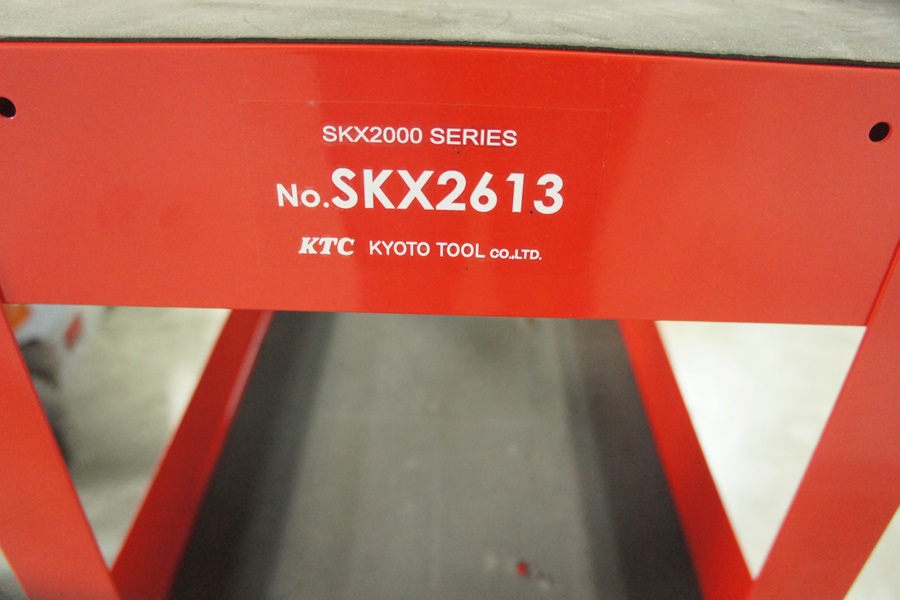 SKX2000 SERIES
No.SKX2613
KTC KYOTO TOOL CO.,LTD.